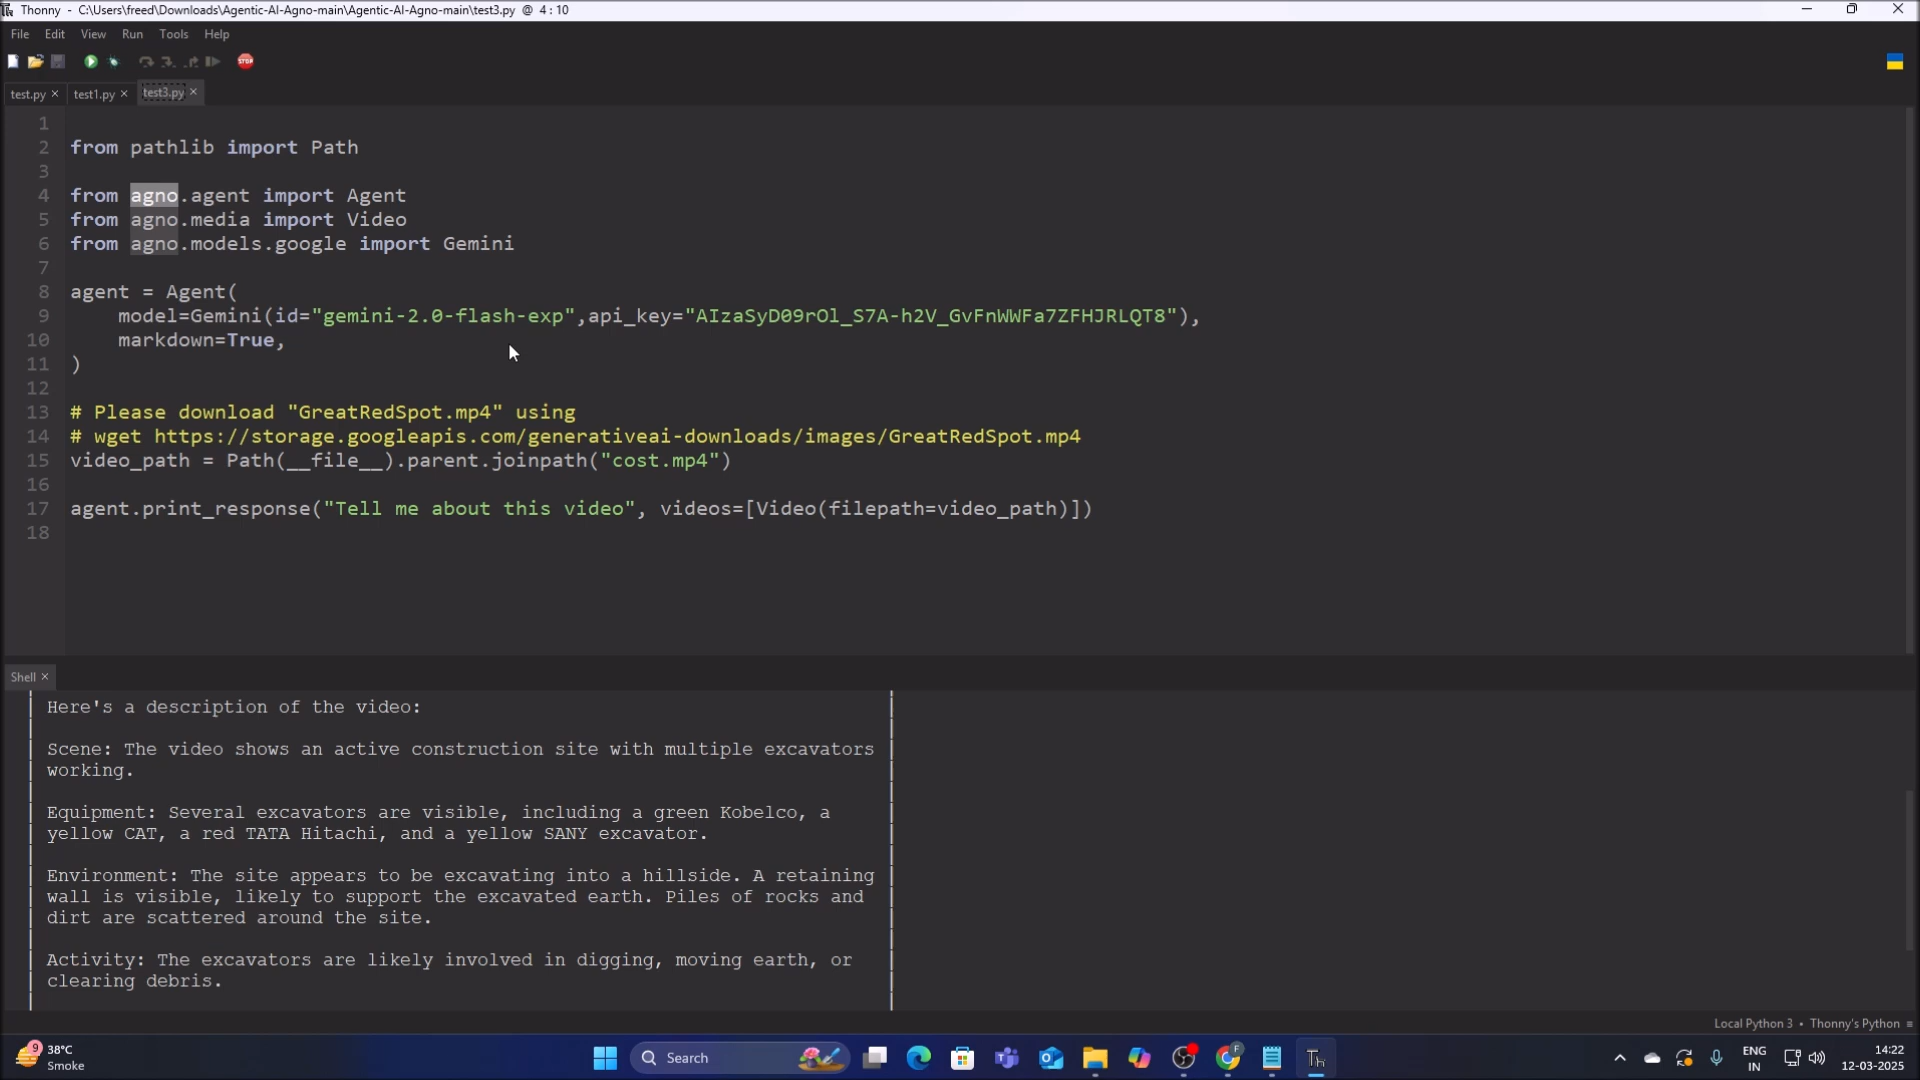 Thonny - C:\Users\freed\Downloads\Agentic-AI-Agno-main\Agentic-AI-Agno-main\test3.py @ 4:10
File Edit View Run Tools Help
STOP
test.py × test1.py × test3.py ×
1
2 from pathlib import Path
3
4 from agno.agent import Agent
5 from agno.media import Video
6 from agno.models.google import Gemini
7
8 agent = Agent(
9 model=Gemini(id="gemini-2.0-flash-exp",api_key="AIzaSyD09rOl_S7A-h2V_GvFnWWFa7ZFHJRLQT8"),
10 markdown=True,
11 )
12
13 # Please download "GreatRedSpot.mp4" using
14 # wget https://storage.googleapis.com/generativeai-downloads/images/GreatRedSpot.mp4
15 video_path = Path(__file__).parent.joinpath("cost.mp4")
16
17 agent.print_response("Tell me about this video", videos=[Video(filepath=video_path)])
18
Shell ×
Here's a description of the video:
Scene: The video shows an active construction site with multiple excavators
working.
Equipment: Several excavators are visible, including a green Kobelco, a
yellow CAT, a red TATA Hitachi, and a yellow SANY excavator.
Environment: The site appears to be excavating into a hillside. A retaining
wall is visible, likely to support the excavated earth. Piles of rocks and
dirt are scattered around the site.
Activity: The excavators are likely involved in digging, moving earth, or
clearing debris.
Local Python 3 • Thonny's Python ≡
9 38°C
Smoke
Search
F
Th
ENG
IN
14:22
12-03-2025